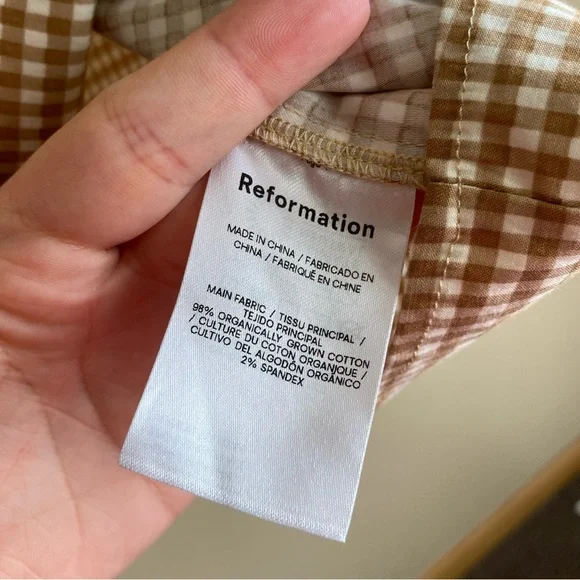 Reformation
MADE IN CHINA / FABRICADO EN
CHINA / FABRIQUÉ EN CHINE
MAIN FABRIC / TISSU PRINCIPAL /
TEJIDO PRINCIPAL
98% ORGANICALLY GROWN COTTON
/ CULTURE DU COTON ORGANIQUE /
CULTIVO DEL ALGODÓN ORGÁNICO
2% SPANDEX